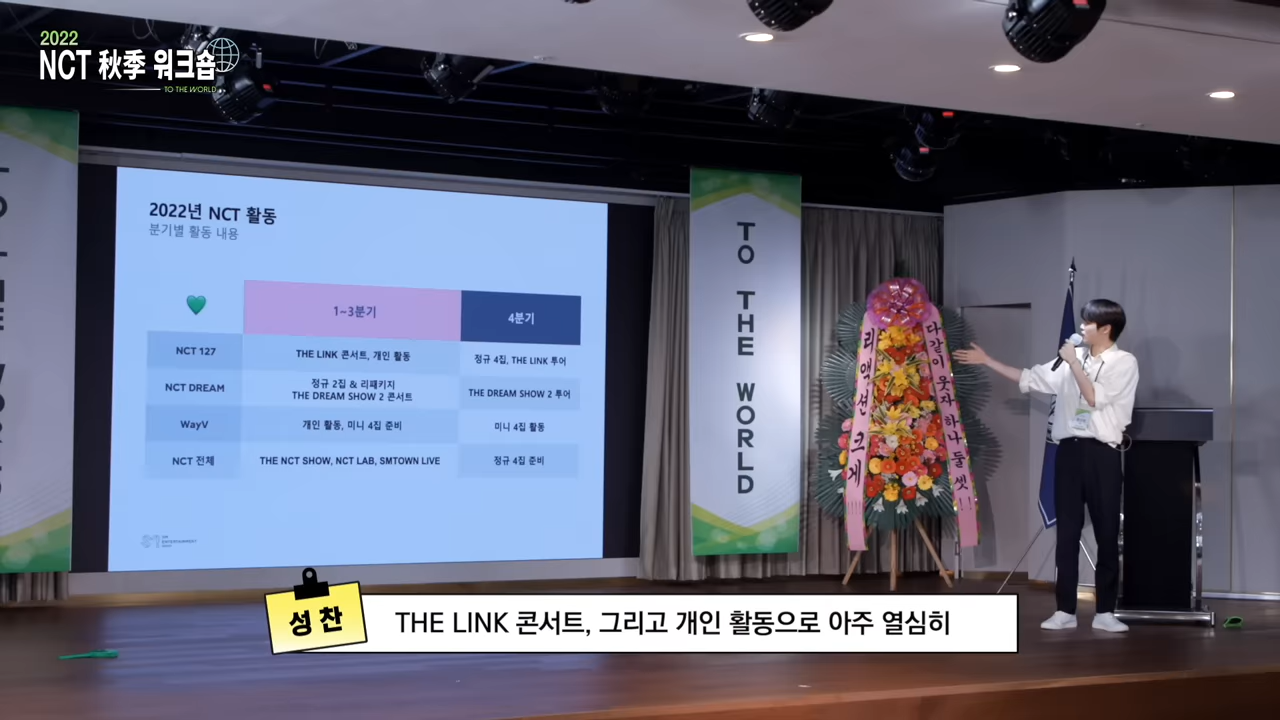 2022
NCT 秋季 워크숍
TO THE WORLD
2022년 NCT 활동
분기별 활동 내용
1~3분기
4분기
NCT 127
THE LINK 콘서트, 개인 활동
정규 4집, THE LINK 투어
NCT DREAM
정규 2집 & 리패키지
THE DREAM SHOW 2 콘서트
THE DREAM SHOW 2 투어
WayV
개인 활동, 미니 4집 준비
미니 4집 활동
NCT 전체
THE NCT SHOW, NCT LAB, SMTOWN LIVE
정규 4집 준비
TO THE WORLD
리액션 크게
다같이 웃자 하나 둘 셋!!
성찬
THE LINK 콘서트, 그리고 개인 활동으로 아주 열심히